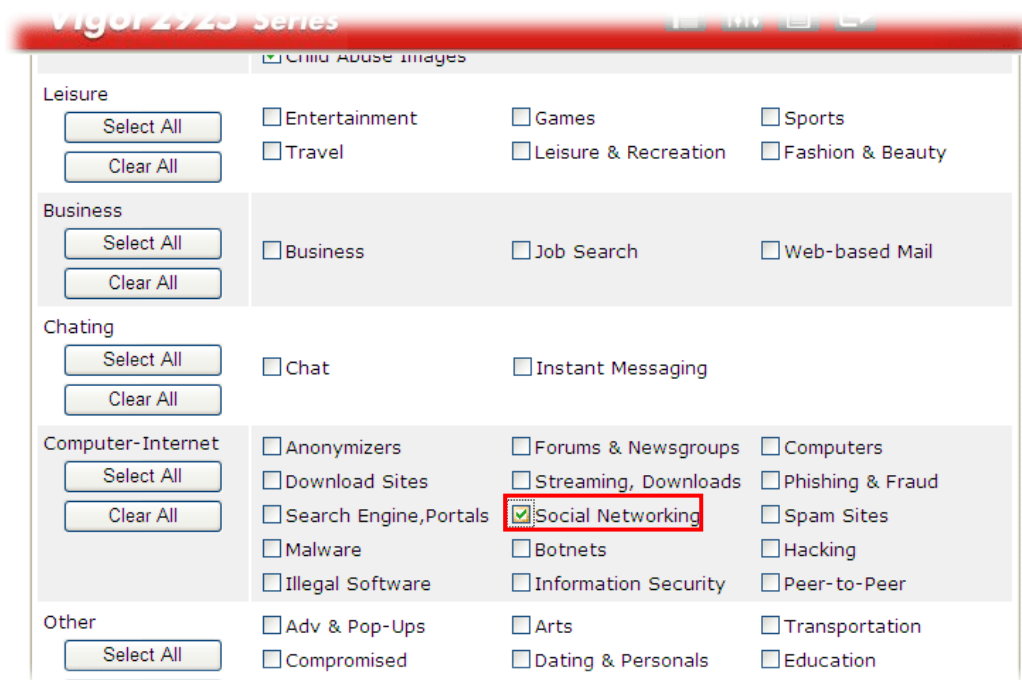 Vigor2925 Series
Child Abuse Images
Leisure
Select All
Clear All
Entertainment Games Sports
Travel Leisure & Recreation Fashion & Beauty
Business
Select All
Clear All
Business Job Search Web-based Mail
Chating
Select All
Clear All
Chat Instant Messaging
Computer-Internet
Select All
Clear All
Anonymizers Forums & Newsgroups Computers
Download Sites Streaming, Downloads Phishing & Fraud
Search Engine,Portals Social Networking Spam Sites
Malware Botnets Hacking
Illegal Software Information Security Peer-to-Peer
Other
Select All
Adv & Pop-Ups Arts Transportation
Compromised Dating & Personals Education